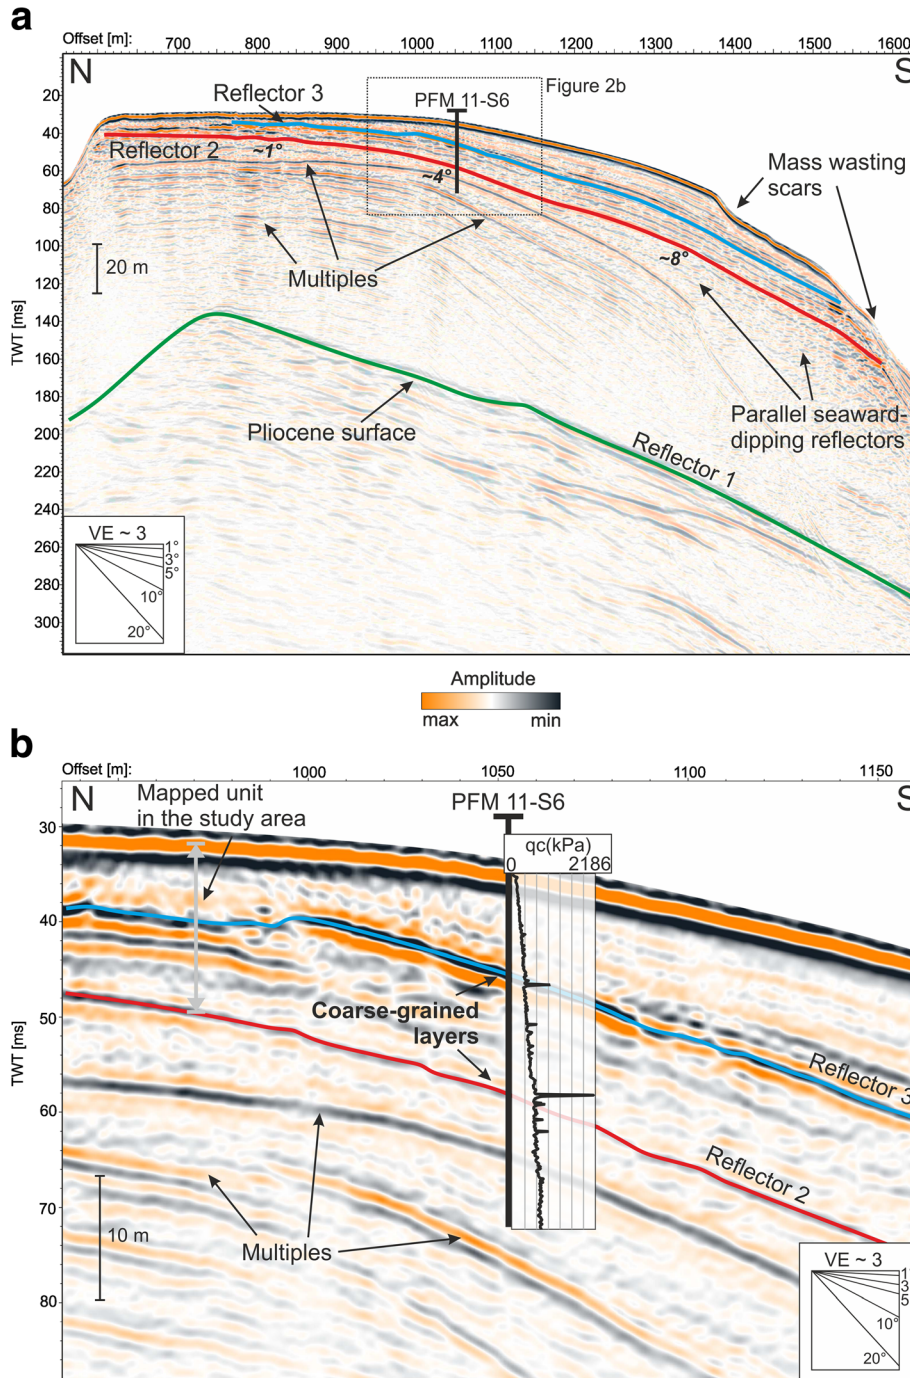 a
Offset [m]: 700 800 900 1000 1100 1200 1300 1400 1500 1600
N
S
Figure 2b
Reflector 3
PFM 11-S6
Reflector 2
~1°
~4°
Mass wasting
scars
Multiples
20 m
~8°
TWT [ms]
20
40
60
80
100
120
140
160
180
200
220
240
260
280
300
Pliocene surface
Parallel seaward-
dipping reflectors
Reflector 1
VE ~ 3
1°
3°
5°
10°
20°
Amplitude
max min
b
Offset [m]: 1000 1050 1100 1150
N
S
Mapped unit
in the study area
PFM 11-S6
qc(kPa)
0 2186
TWT [ms]
30
40
50
60
70
80
Coarse-grained
layers
Reflector 3
Reflector 2
Multiples
10 m
VE ~ 3
1
3
5
10°
20°